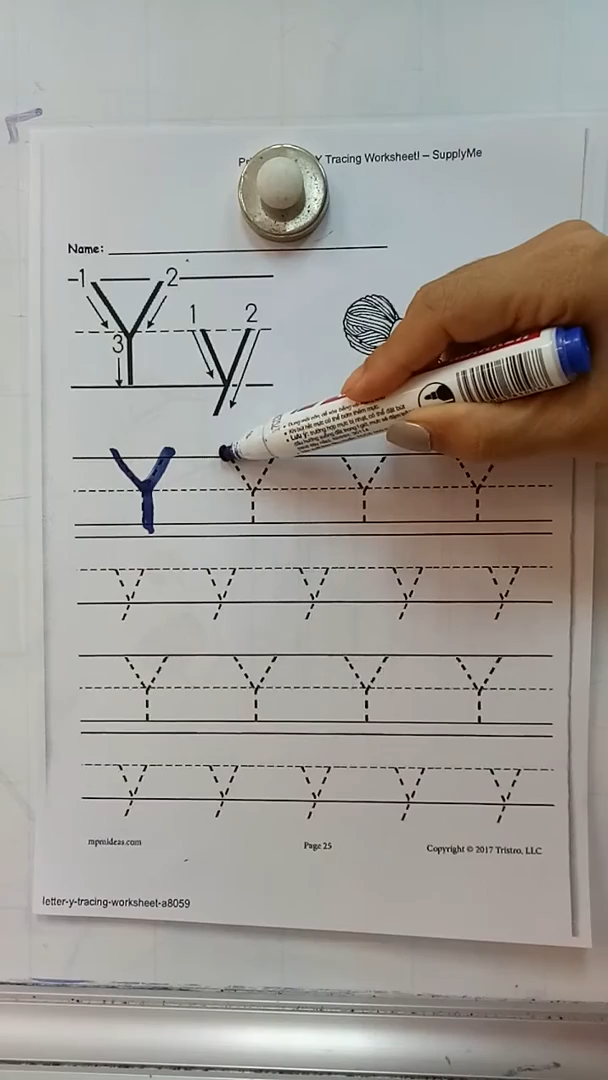 Y Tracing Worksheet! – SupplyMe
Name:
1 2
3
1 2
Y y
Y Y Y Y
y y y y y
Y Y Y Y
y y y y y
mpmideas.com Page 25 Copyright © 2017 Tristro, LLC
letter-y-tracing-worksheet-a8059